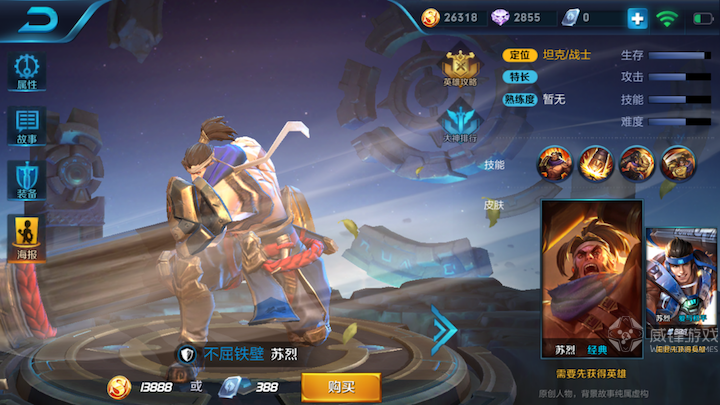 26318
2855
0
属性
故事
装备
海报
英雄攻略
大神排行
定位 坦克/战士
特长
熟练度 暂无
生存
攻击
技能
难度
技能
皮肤
苏烈 经典
苏烈
需要先获得英雄
原创人物，背景故事纯属虚构
威锋游戏
不屈铁壁 苏烈
13888 或 388
购买